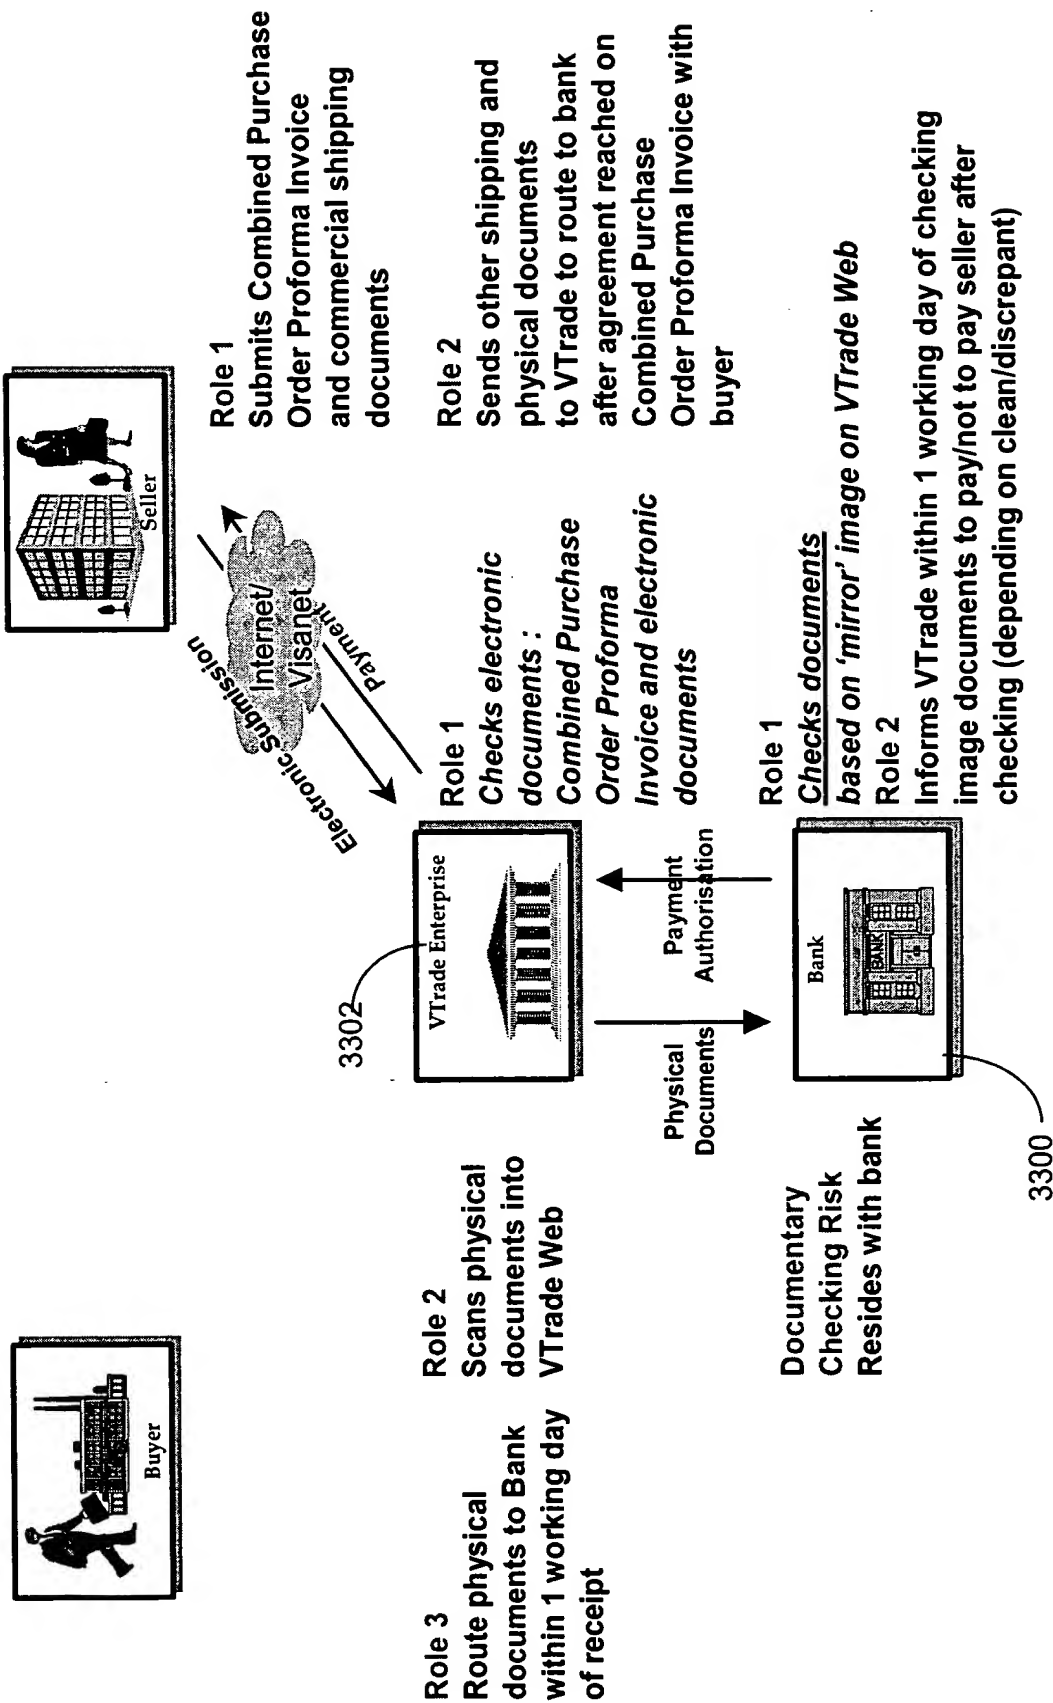 Buyer
Seller
Role 1
Submits Combined Purchase
Order Proforma Invoice
and commercial shipping
documents
Role 2
Sends other shipping and
physical documents
to VTrade to route to bank
after agreement reached on
Combined Purchase
Order Proforma Invoice with
buyer
Electronic Submission
Internet/
Visanet
Payment
3302
VTrade Enterprise
Role 1
Checks electronic
documents :
Combined Purchase
Order Proforma
Invoice and electronic
documents
Role 2
Scans physical
documents into
VTrade Web
Role 3
Route physical
documents to Bank
within 1 working day
of receipt
Physical
Documents
Payment
Authorisation
Documentary
Checking Risk
Resides with bank
Bank
BANK
3300
Role 1
Checks documents
based on ‘mirror’ image on VTrade Web
Role 2
Informs VTrade within 1 working day of checking
image documents to pay/not to pay seller after
checking (depending on clean/discrepant)